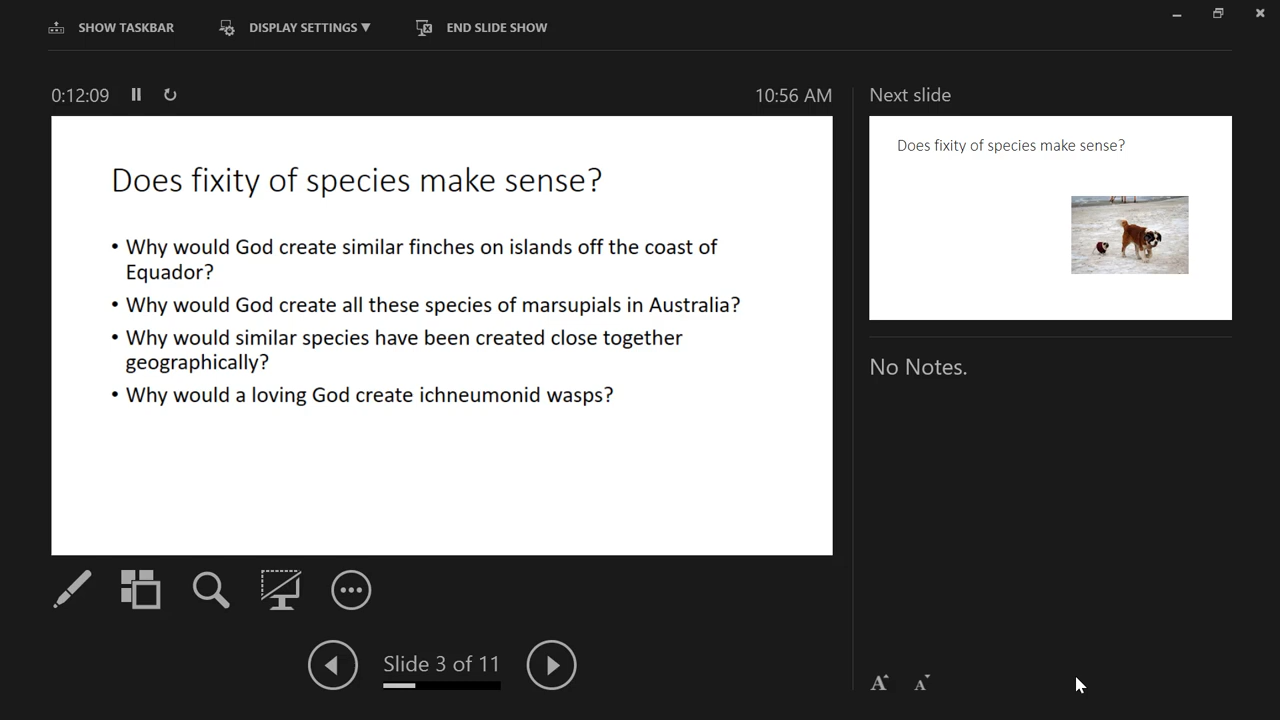 SHOW TASKBAR
DISPLAY SETTINGS ▼
END SLIDE SHOW
0:12:09
10:56 AM
Next slide
Does fixity of species make sense?
• Why would God create similar finches on islands off the coast of
Equador?
• Why would God create all these species of marsupials in Australia?
• Why would similar species have been created close together
geographically?
• Why would a loving God create ichneumonid wasps?
Does fixity of species make sense?
No Notes.
Slide 3 of 11
A
A